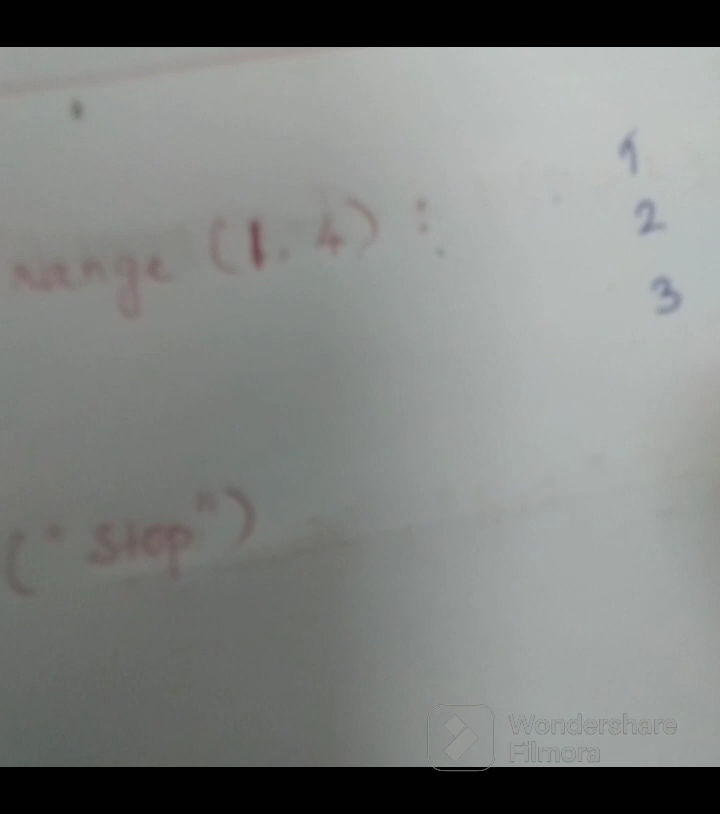 1
range (1, 4) :
2
3
("Stop")
Wondershare
Filmora